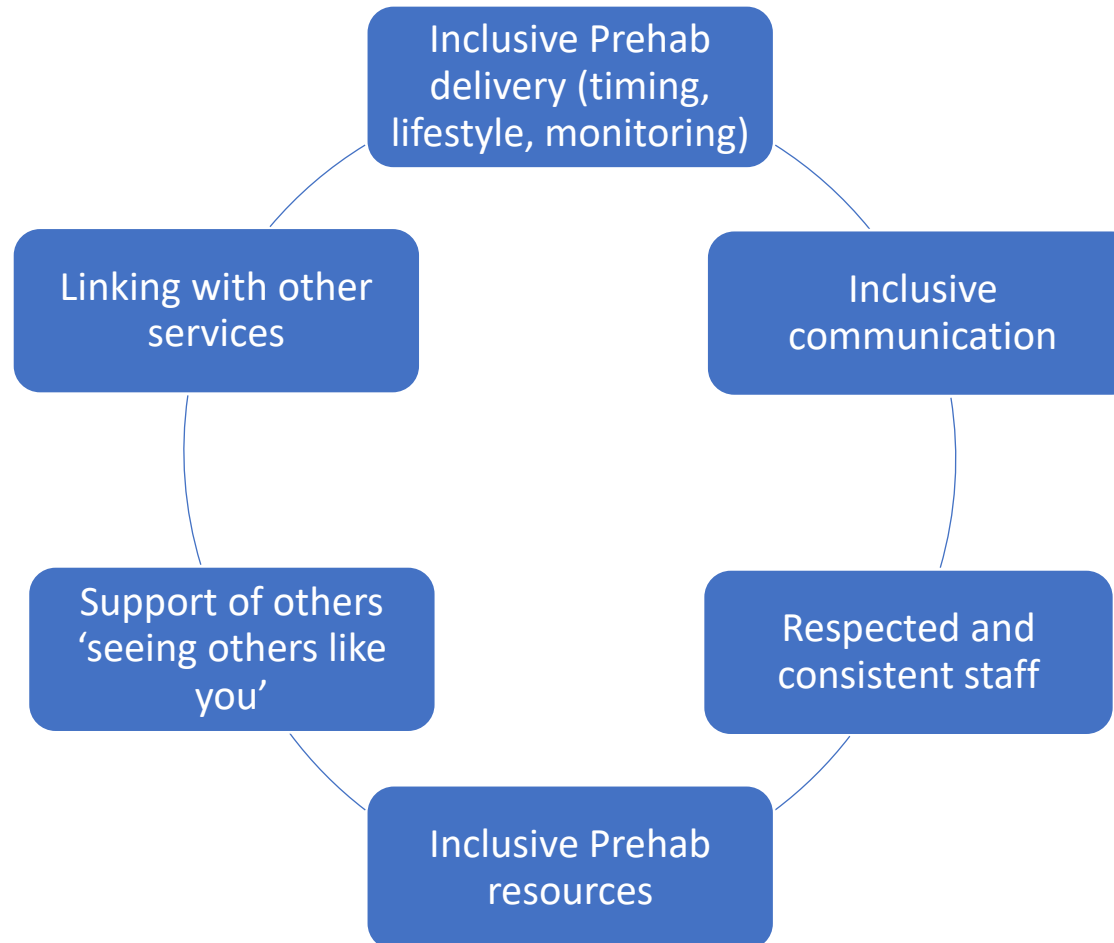 Inclusive Prehab
delivery (timing,
lifestyle, monitoring)
Inclusive
communication
Respected and
consistent staff
Inclusive Prehab
resources
Support of others
‘seeing others like
you’
Linking with other
services